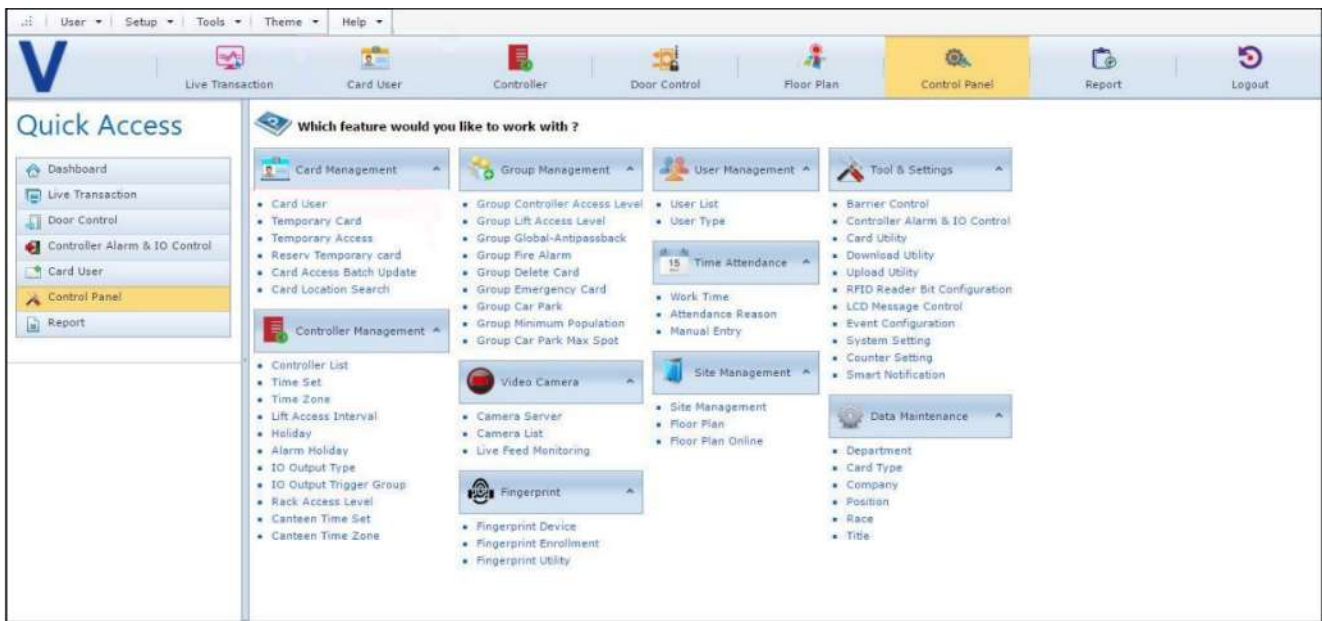 User Setup Tools Theme Help
V
Live Transaction
Card User
Controller
Door Control
Floor Plan
Control Panel
Report
Logout
Quick Access
Dashboard
Live Transaction
Door Control
Controller Alarm & IO Control
Card User
Control Panel
Report
Which feature would you like to work with ?
Card Management
Card User
Temporary Card
Temporary Access
Reserv Temporary card
Card Access Batch Update
Card Location Search
Controller Management
Controller List
Time Set
Time Zone
Lift Access Interval
Holiday
Alarm Holiday
IO Output Type
IO Output Trigger Group
Rack Access Level
Canteen Time Set
Canteen Time Zone
Group Management
Group Controller Access Level
Group Lift Access Level
Group Global-Antipassback
Group Fire Alarm
Group Delete Card
Group Emergency Card
Group Car Park
Group Minimum Population
Group Car Park Max Spot
Video Camera
Camera Server
Camera List
Live Feed Monitoring
Fingerprint
Fingerprint Device
Fingerprint Enrollment
Fingerprint Utility
User Management
User List
User Type
15
Time Attendance
Work Time
Attendance Reason
Manual Entry
Site Management
Site Management
Floor Plan
Floor Plan Online
Tool & Settings
Barrier Control
Controller Alarm & IO Control
Card Utility
Download Utility
Upload Utility
RFID Reader Bit Configuration
LCD Message Control
Event Configuration
System Setting
Counter Setting
Smart Notification
Data Maintenance
Department
Card Type
Company
Position
Race
Title